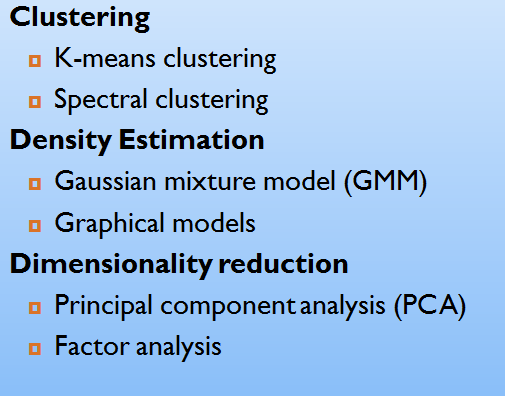 Clustering
K-means clustering
Spectral clustering
Density Estimation
Gaussian mixture model (GMM)
Graphical models
Dimensionality reduction
Principal component analysis (PCA)
Factor analysis